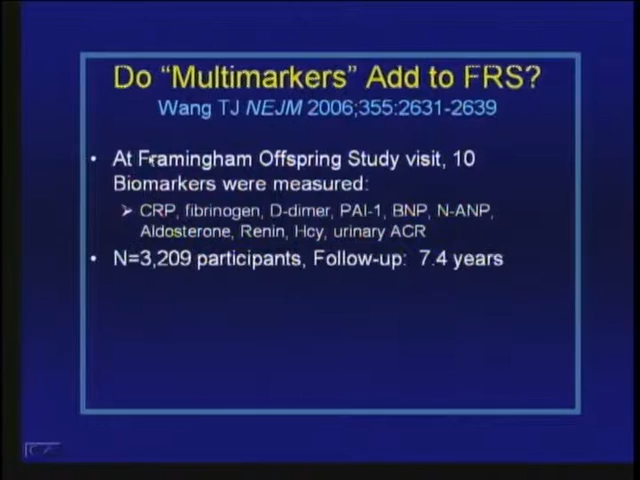 Do “Multimarkers” Add to FRS?
Wang TJ NEJM 2006;355:2631-2639
• At Framingham Offspring Study visit, 10
Biomarkers were measured:
➢ CRP, fibrinogen, D-dimer, PAI-1, BNP, N-ANP,
Aldosterone, Renin, Hcy, urinary ACR
• N=3,209 participants, Follow-up: 7.4 years